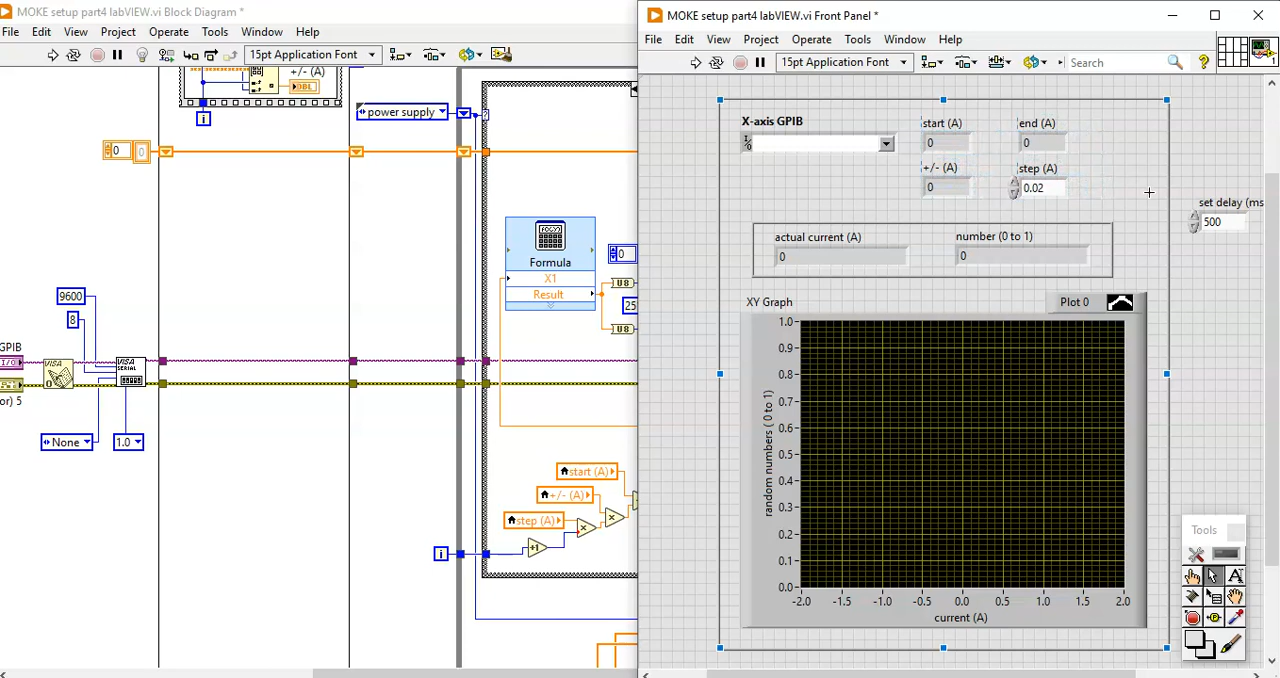 MOKE setup part4 labVIEW.vi Block Diagram *
File Edit View Project Operate Tools Window Help
15pt Application Font
+/- (A)
DBL
i
power supply
?
0 0
Formula
X1
Result
0
U8
25
U8
9600
8
GPIB
I/O
VISA
SERIAL
or) 5
None
1.0
start (A)
+/- (A)
step (A)
+1
i
MOKE setup part4 labVIEW.vi Front Panel *
File Edit View Project Operate Tools Window Help
15pt Application Font
Search
?
X-axis GPIB
start (A) end (A)
0 0
+/- (A) step (A)
0 0.02
set delay (ms
500
actual current (A) number (0 to 1)
0 0
XY Graph Plot 0
random numbers ( 0 to 1)
1.0
0.9
0.8
0.7
0.6
0.5
0.4
0.3
0.2
0.1
0.0
-2.0 -1.5 -1.0 -0.5 0.0 0.5 1.0 1.5 2.0
current (A)
Tools
A